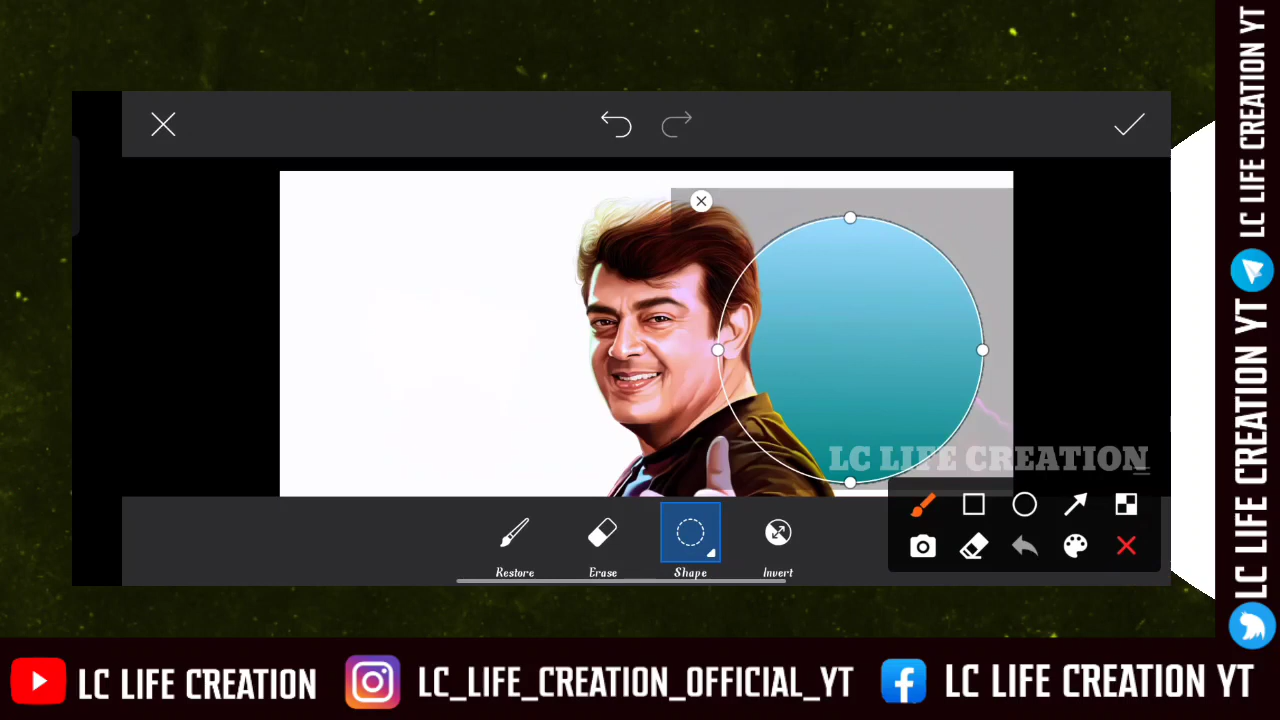 LC LIFE CREATION
Restore
Erase
Shape
Invert
LC LIFE CREATION
LC_LIFE_CREATION_OFFICIAL_YT
LC LIFE CREATION YT
LC LIFE CREATION YT
LC LIFE CREATION YT